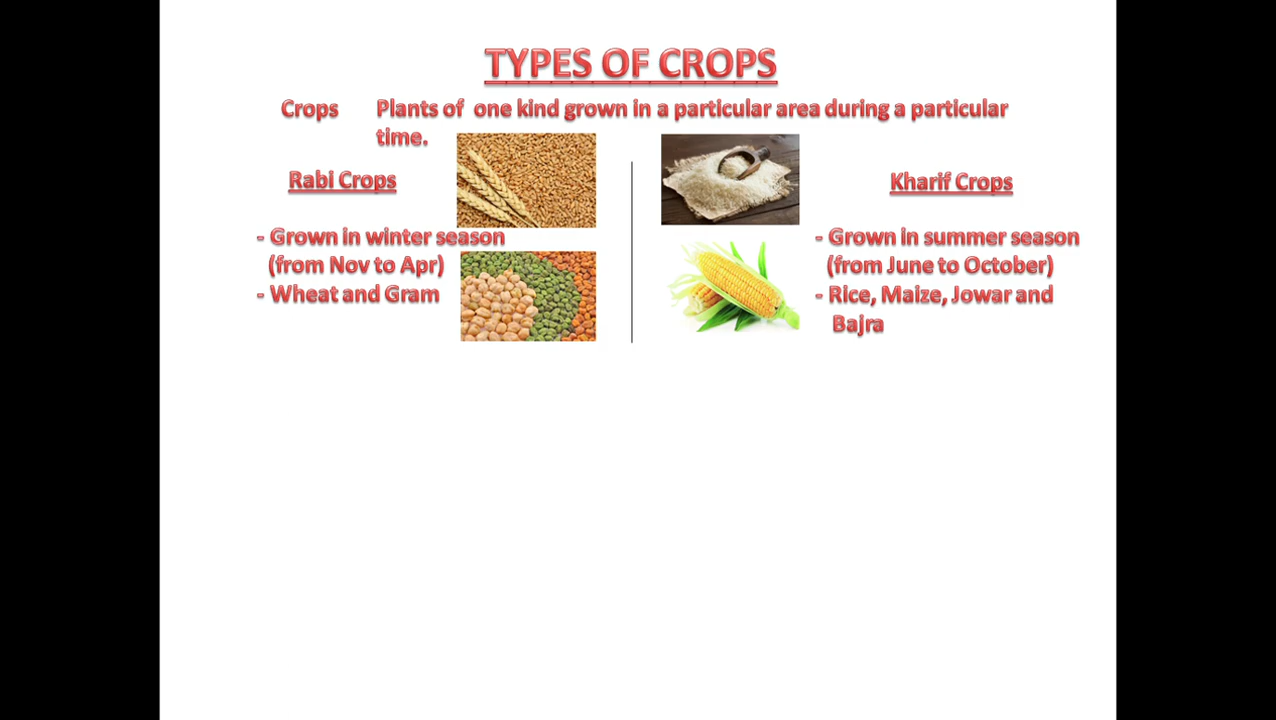 TYPES OF CROPS
Crops Plants of one kind grown in a particular area during a particular
time.
Rabi Crops
- Grown in winter season
(from Nov to Apr)
- Wheat and Gram
Kharif Crops
- Grown in summer season
(from June to October)
- Rice, Maize, Jowar and
Bajra